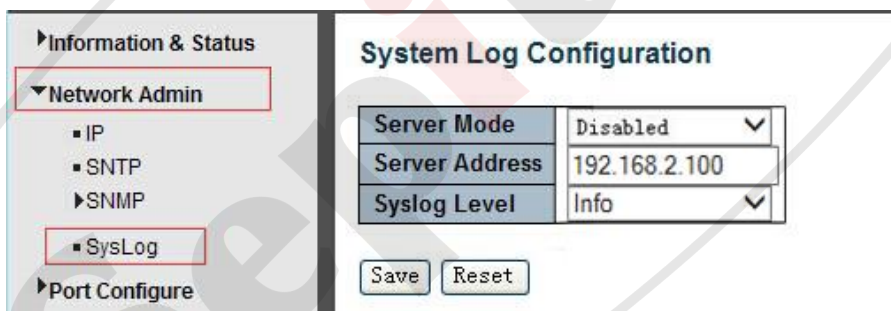 Information & Status
Network Admin
IP
SNTP
SNMP
SysLog
Port Configure
System Log Configuration
Server Mode Disabled
Server Address 192.168.2.100
Syslog Level Info
Save Reset